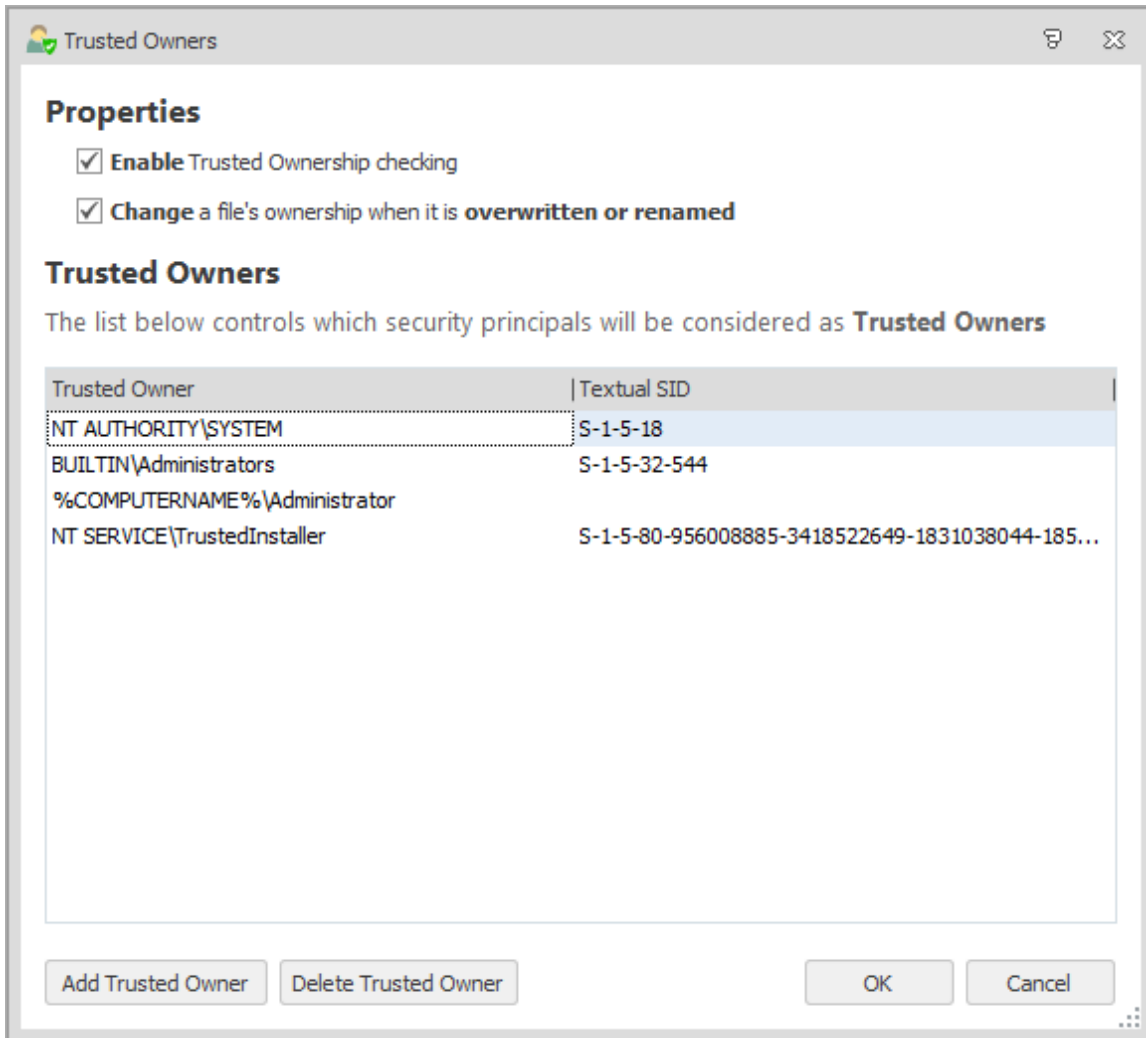 Trusted Owners
Properties
Enable Trusted Ownership checking
Change a file's ownership when it is overwritten or renamed
Trusted Owners
The list below controls which security principals will be considered as Trusted Owners
Trusted Owner Textual SID
NT AUTHORITY\SYSTEM S-1-5-18
BUILTIN\Administrators S-1-5-32-544
%COMPUTERNAME%\Administrator
NT SERVICE\TrustedInstaller S-1-5-80-956008885-3418522649-1831038044-185...
Add Trusted Owner Delete Trusted Owner OK Cancel